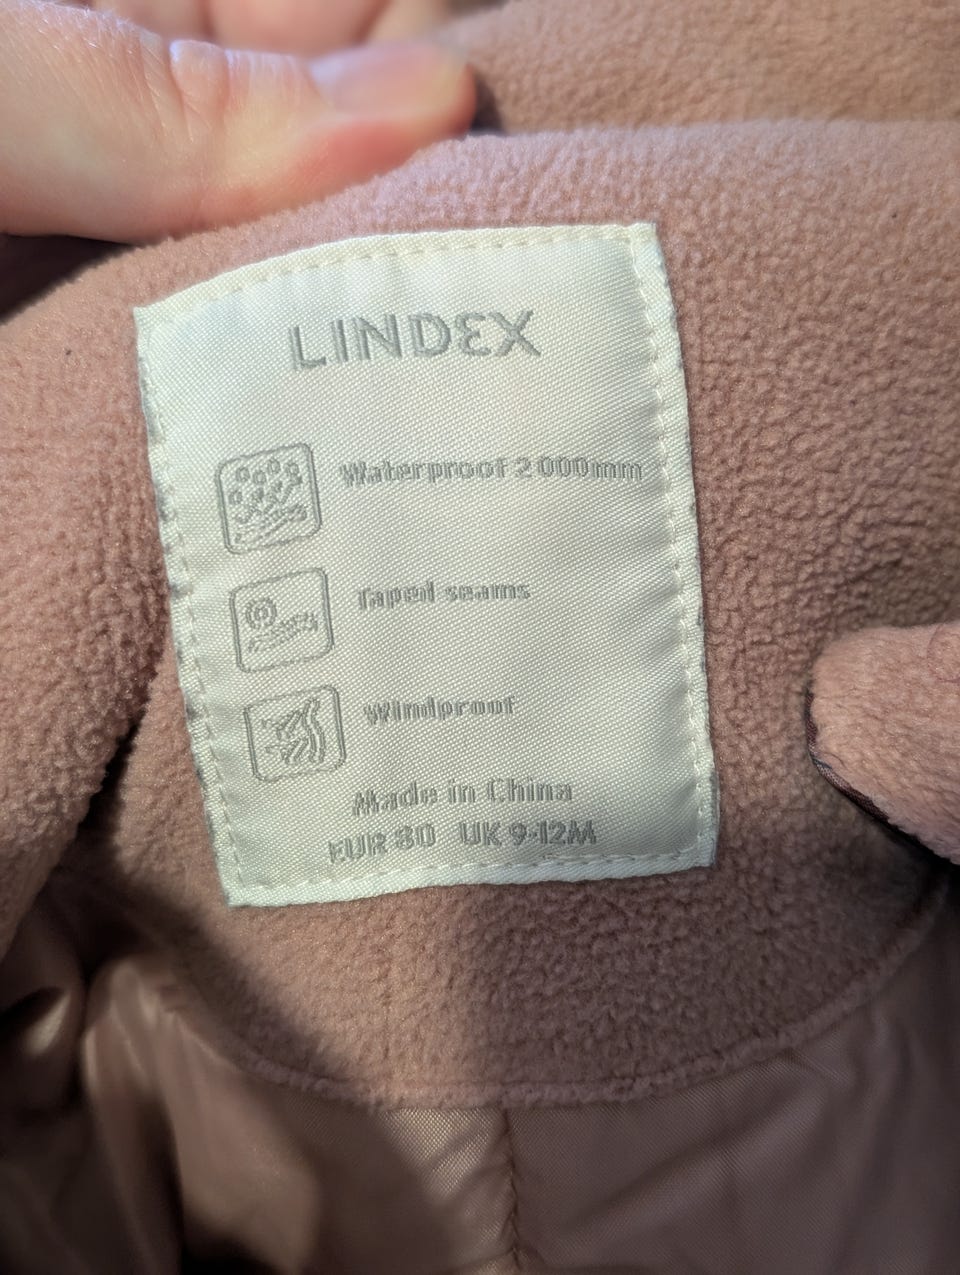 LINDEX
Waterproof 2 000mm
Taped seams
Windproof
Made in China
EUR 80 UK 9-12M